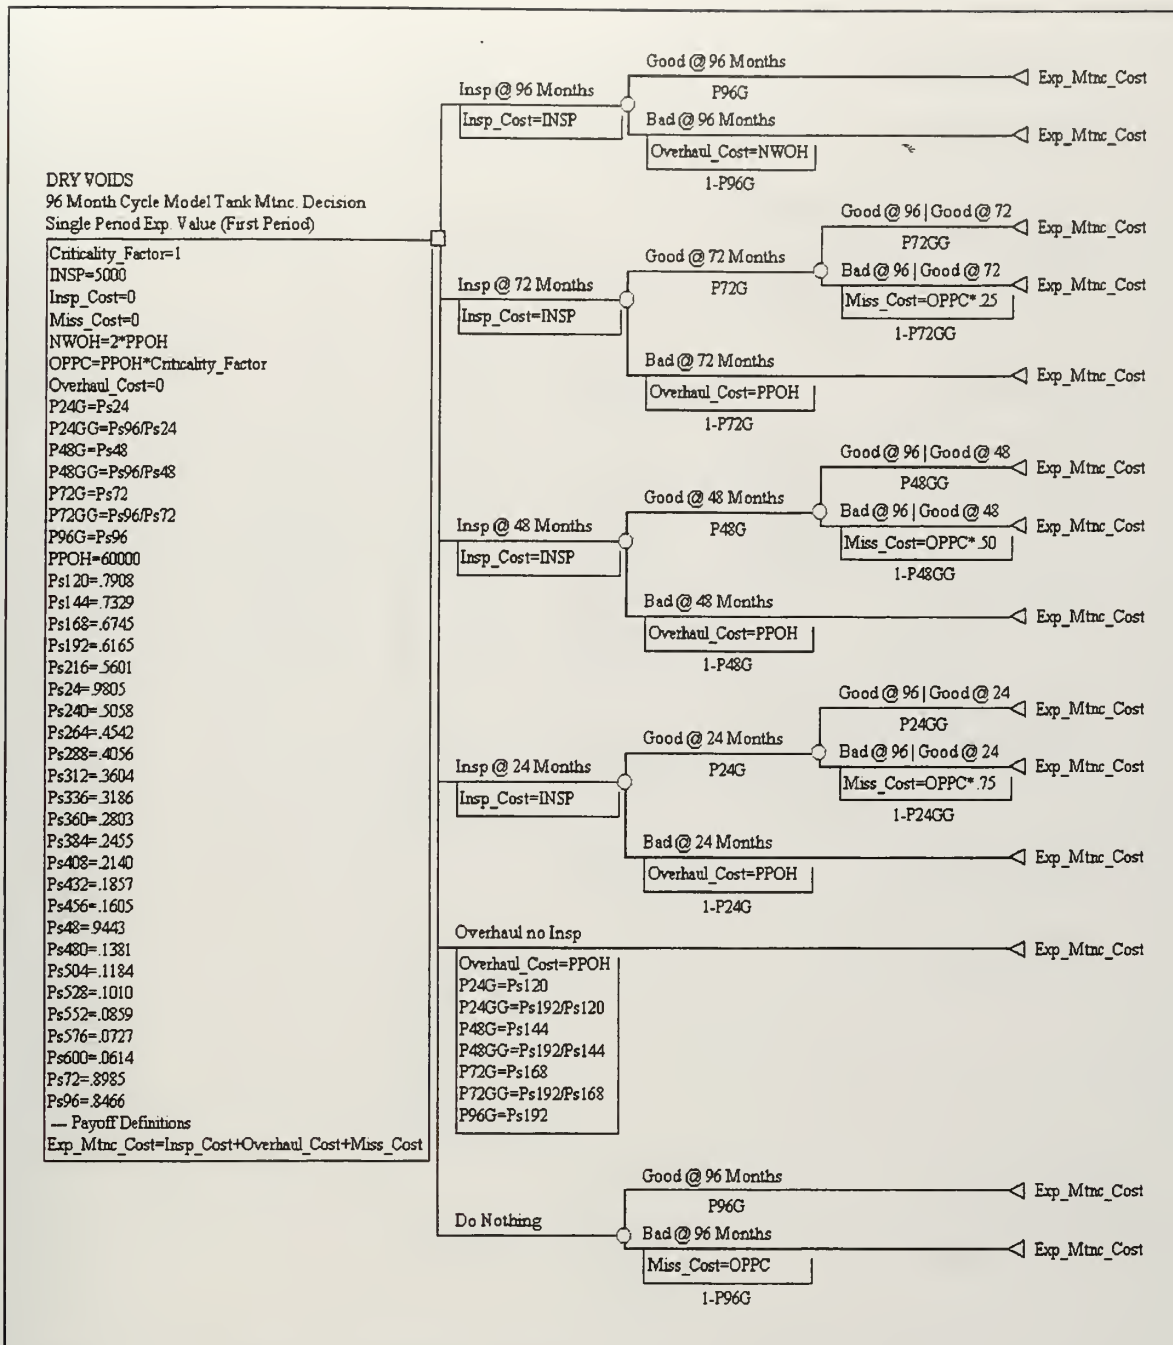 DRY VOIDS
96 Month Cycle Model Tank Mtnc. Decision
Single Period Exp. Value (First Period)
Criticality_Factor=1
INSP=5000
Insp_Cost=0
Miss_Cost=0
NWOH=2*PPOH
OPPC=PPOH*Criticality_Factor
Overhaul_Cost=0
P24G=Ps24
P24GG=Ps96/Ps24
P48G=Ps48
P48GG=Ps96/Ps48
P72G=Ps72
P72GG=Ps96/Ps72
P96G=Ps96
PPOH=60000
Ps120=.7908
Ps144=.7329
Ps168=.6745
Ps192=.6165
Ps216=.5601
Ps24=.9805
Ps240=.5058
Ps264=.4542
Ps288=.4056
Ps312=.3604
Ps336=.3186
Ps360=.2803
Ps384=.2455
Ps408=.2140
Ps432=.1857
Ps456=.1605
Ps48=.9443
Ps480=.1381
Ps504=.1184
Ps528=.1010
Ps552=.0859
Ps576=.0727
Ps600=.0614
Ps72=.8985
Ps96=.8466
— Payoff Definitions
Exp_Mtnc_Cost=Insp_Cost+Overhaul_Cost+Miss_Cost
Insp @ 96 Months
Insp_Cost=INSP
Good @ 96 Months
P96G
Exp_Mtnc_Cost
Bad @ 96 Months
Overhaul_Cost=NWOH
1-P96G
Exp_Mtnc_Cost
Insp @ 72 Months
Insp_Cost=INSP
Good @ 72 Months
P72G
Good @ 96 | Good @ 72
P72GG
Exp_Mtnc_Cost
Bad @ 96 | Good @ 72
Miss_Cost=OPPC*.25
1-P72GG
Exp_Mtnc_Cost
Bad @ 72 Months
Overhaul_Cost=PPOH
1-P72G
Exp_Mtnc_Cost
Insp @ 48 Months
Insp_Cost=INSP
Good @ 48 Months
P48G
Good @ 96 | Good @ 48
P48GG
Exp_Mtnc_Cost
Bad @ 96 | Good @ 48
Miss_Cost=OPPC*.50
1-P48GG
Exp_Mtnc_Cost
Bad @ 48 Months
Overhaul_Cost=PPOH
1-P48G
Exp_Mtnc_Cost
Insp @ 24 Months
Insp_Cost=INSP
Good @ 24 Months
P24G
Good @ 96 | Good @ 24
P24GG
Exp_Mtnc_Cost
Bad @ 96 | Good @ 24
Miss_Cost=OPPC*.75
1-P24GG
Exp_Mtnc_Cost
Bad @ 24 Months
Overhaul_Cost=PPOH
1-P24G
Exp_Mtnc_Cost
Overhaul no Insp
Overhaul_Cost=PPOH
P24G=Ps120
P24GG=Ps192/Ps120
P48G=Ps144
P48GG=Ps192/Ps144
P72G=Ps168
P72GG=Ps192/Ps168
P96G=Ps192
Exp_Mtnc_Cost
Do Nothing
Good @ 96 Months
P96G
Exp_Mtnc_Cost
Bad @ 96 Months
Miss_Cost=OPPC
1-P96G
Exp_Mtnc_Cost